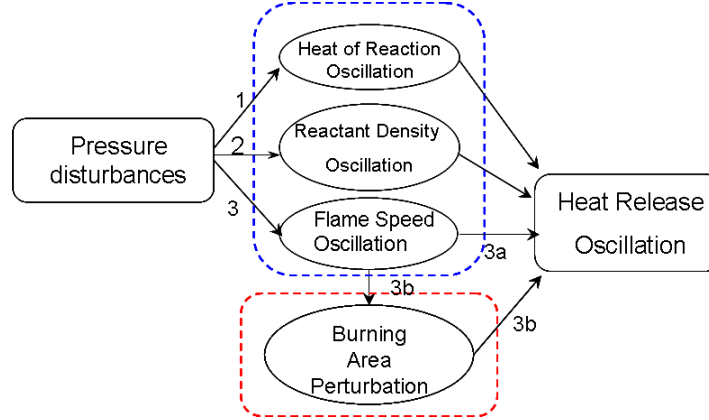 Heat of Reaction
Oscillation
1
Pressure
disturbances
2
Reactant Density
Oscillation
3
Flame Speed
Oscillation
3a
Heat Release
Oscillation
3b
3b
Burning
Area
Perturbation